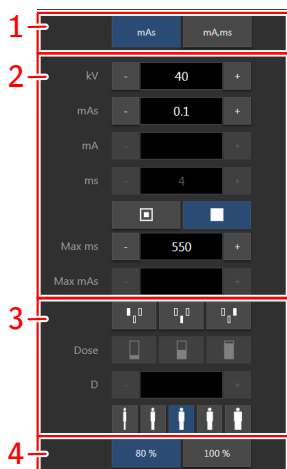 1
mAs mA,ms
2
kV - 40 +
mAs - 0.1 +
mA - +
ms - 4 +
Max ms - 550 +
Max mAs - +
3
Dose
D - +
4
80 % 100 %